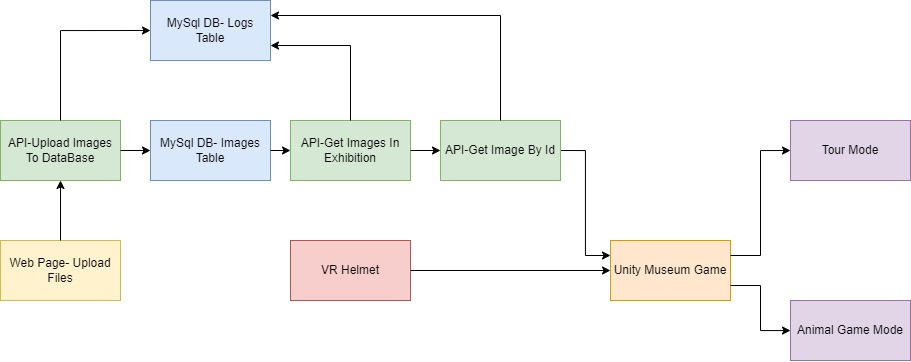 MySql DB- Logs
Table
API-Upload Images
To DataBase
MySql DB- Images
Table
API-Get Images In
Exhibition
API-Get Image By Id
Tour Mode
Web Page- Upload
Files
VR Helmet
Unity Museum Game
Animal Game Mode